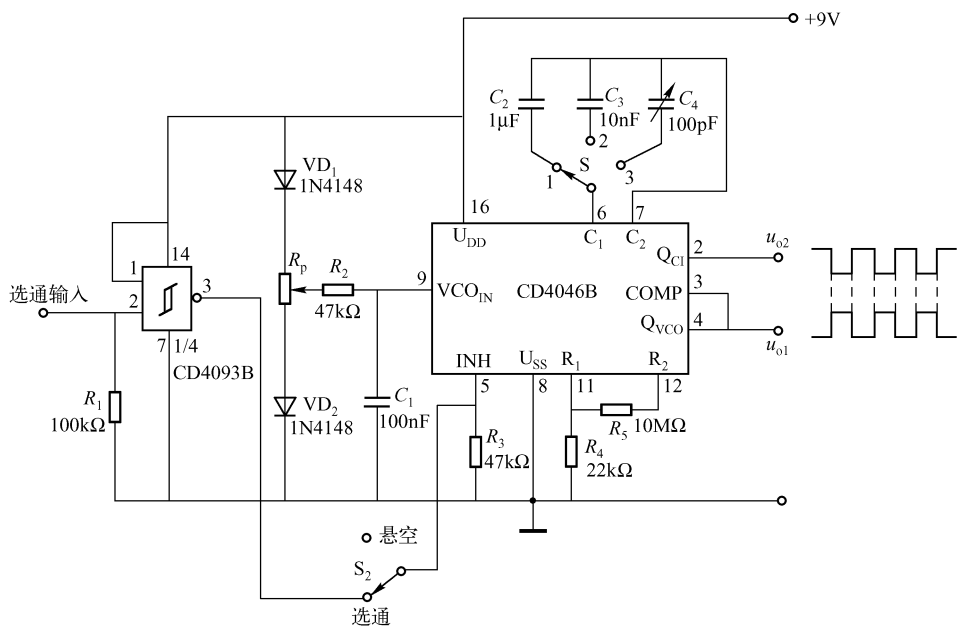 +9V
C2
1μF
C3
10nF
C4
100pF
2
S
1
3
VD1
1N4148
16
6
7
UDD
C1
C2
QCI
2
uo2
14
1
选通输入
2
3
Rp
R2
47kΩ
9
VCOIN
CD4046B
COMP
3
QVCO
4
uo1
7
1/4
CD4093B
INH
USS
R1
R2
5
8
11
12
R1
100kΩ
VD2
1N4148
C1
100nF
R3
47kΩ
R5
10MΩ
R4
22kΩ
悬空
S2
选通